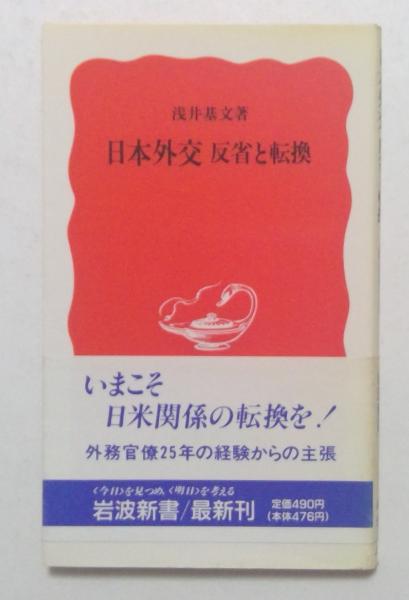 浅井基文著
日本外交 反省と転換
いまこそ
日米関係の転換を!
外務官僚25年の経験からの主張
〈今日〉を見つめ、〈明日〉を考える
岩波新書/最新刊
定価490円
(本体476円)